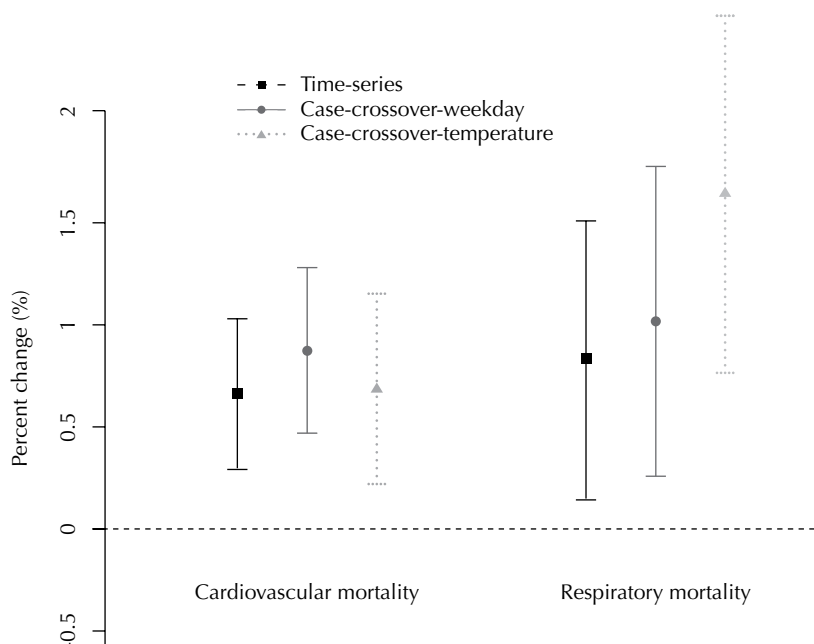 Time-series
Case-crossover-weekday
Case-crossover-temperature
2
1.5
1
0.5
0
-0.5
Percent change (%)
Cardiovascular mortality
Respiratory mortality